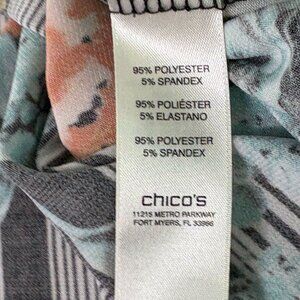 95% POLYESTER
5% SPANDEX
95% POLIÉSTER
5% ELASTANO
95% POLYESTER
5% SPANDEX
chico's
11215 METRO PARKWAY
FORT MYERS, FL 33966